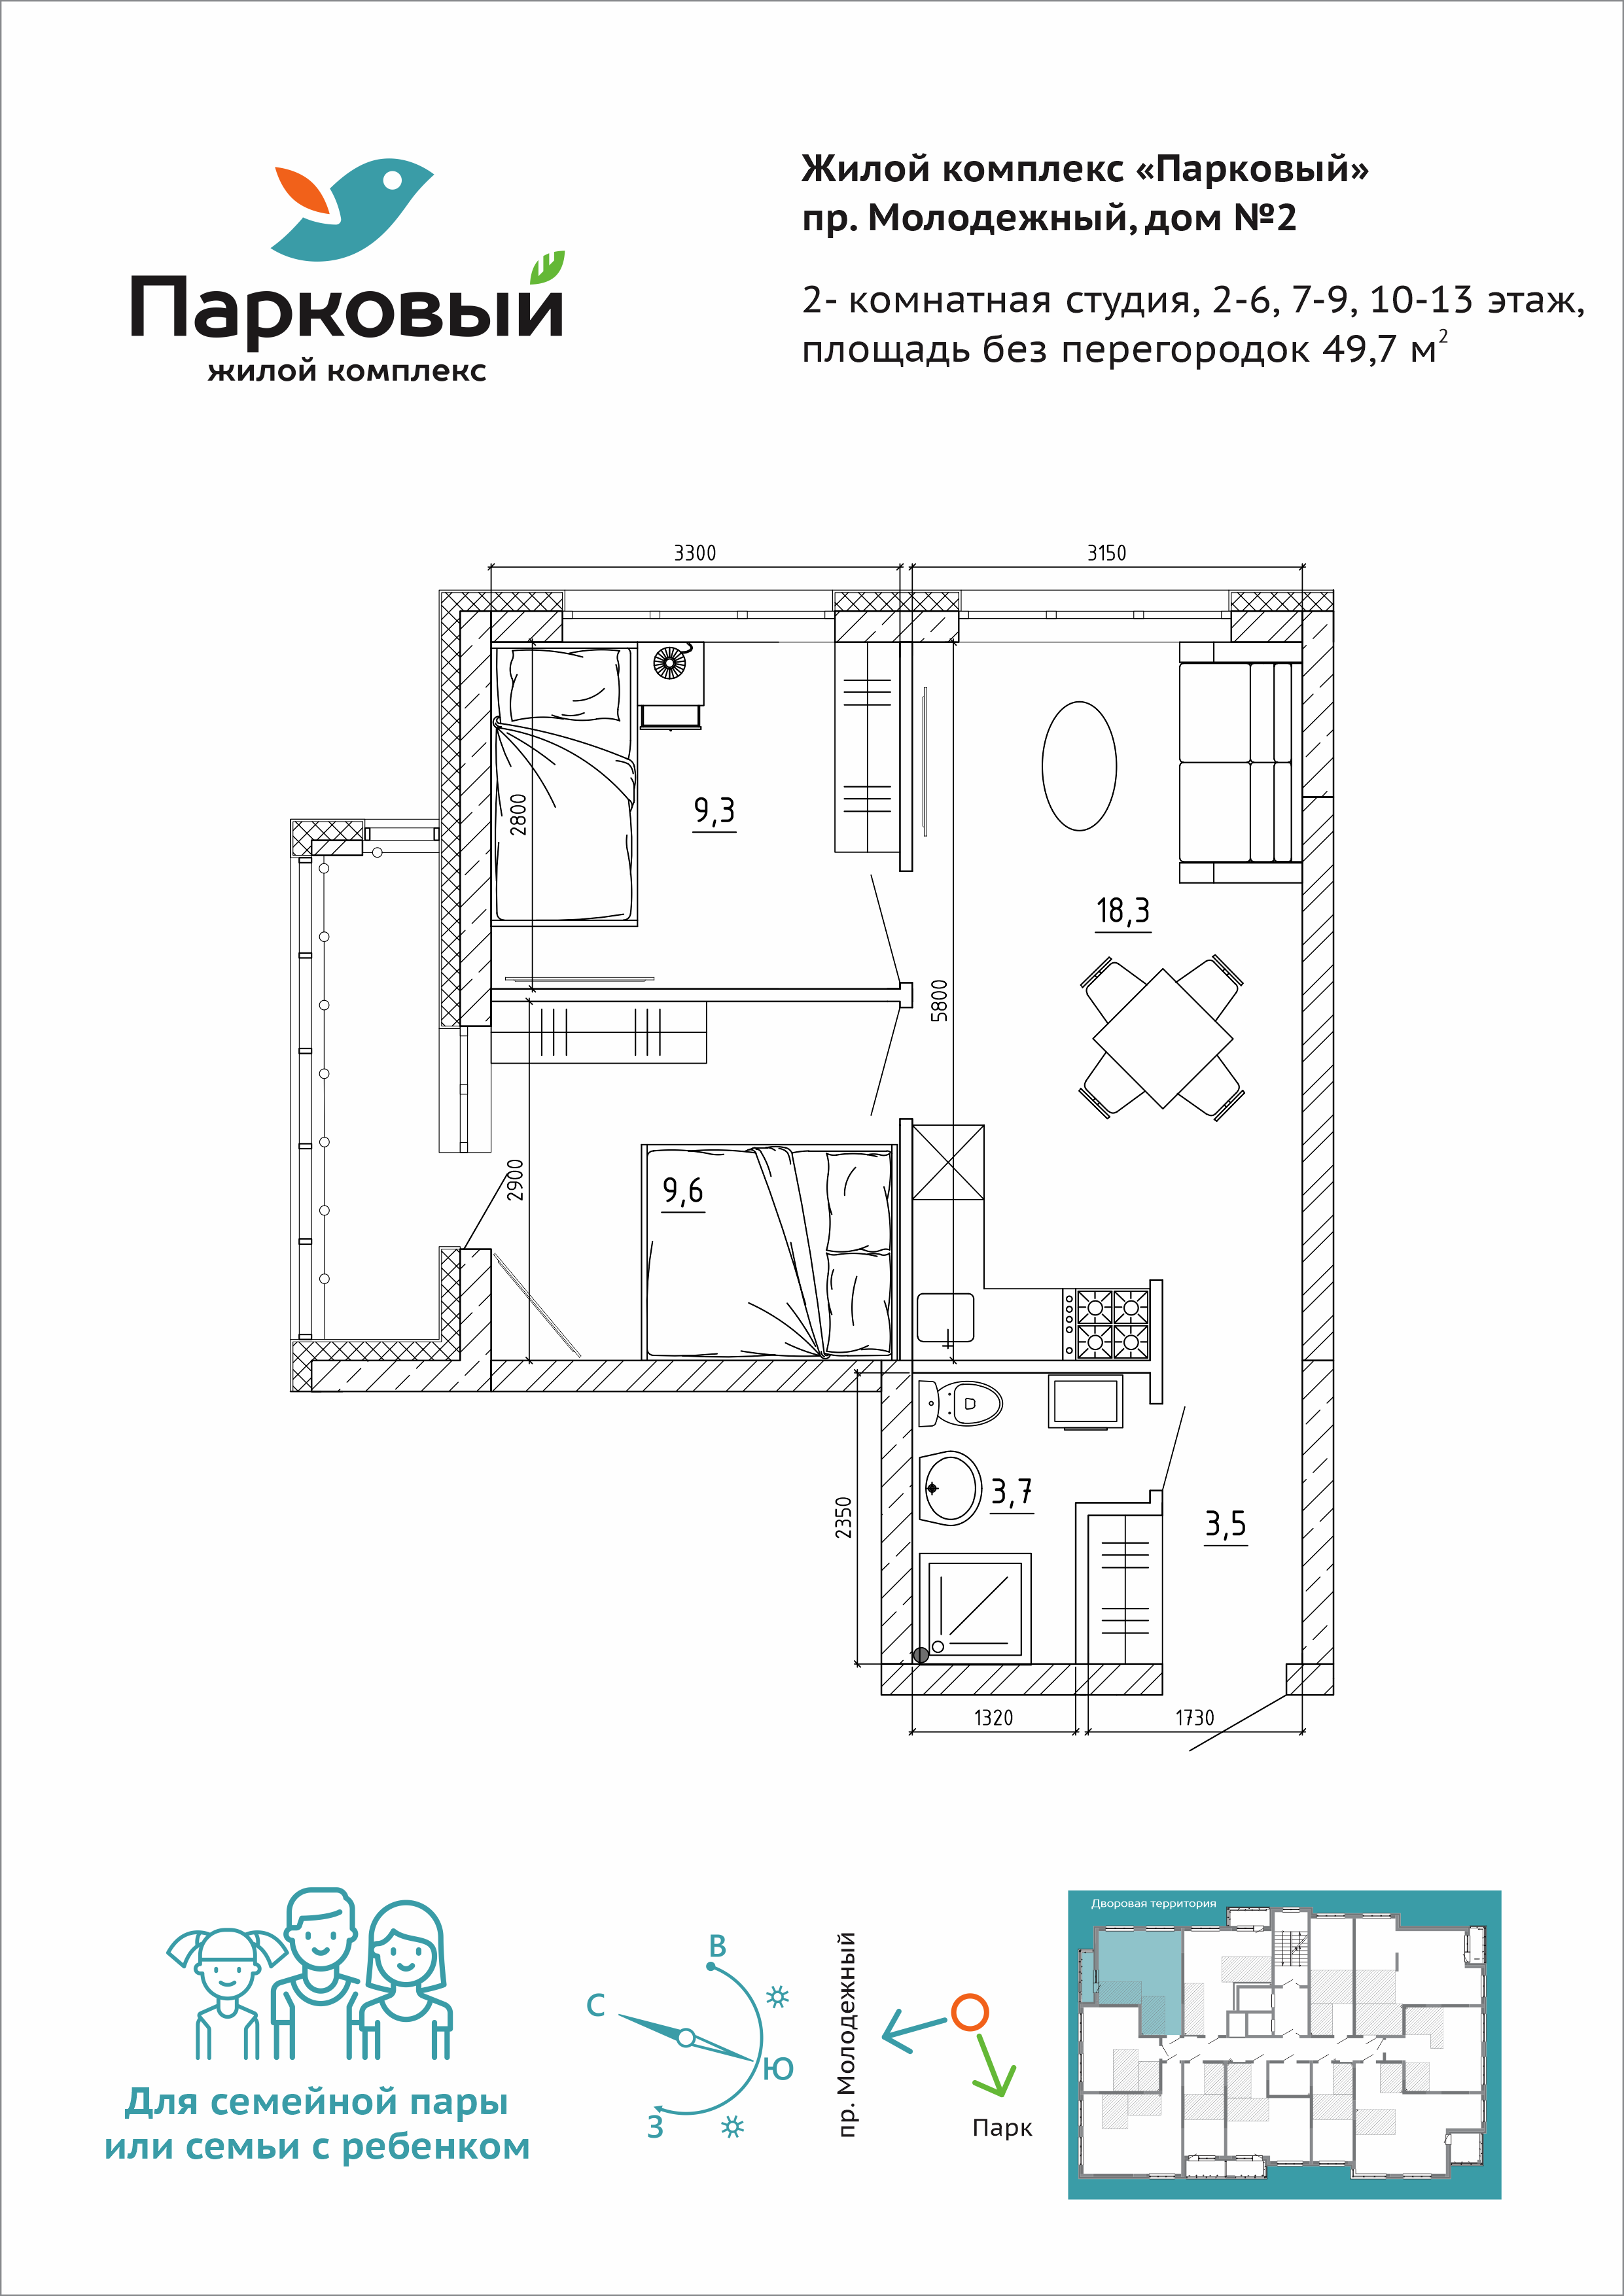 Парковый
жилой комплекс
Жилой комплекс «Парковый»
пр. Молодежный, дом №2
2- комнатная студия, 2-6, 7-9, 10-13 этаж,
площадь без перегородок 49,7 м²
3300
3150
2800
9,3
18,3
5800
2900
9,6
2350
3,7
3,5
1320
1730
Для семейной пары
или семьи с ребенком
В
С
Ю
З
пр. Молодежный
Парк
Дворовая территория